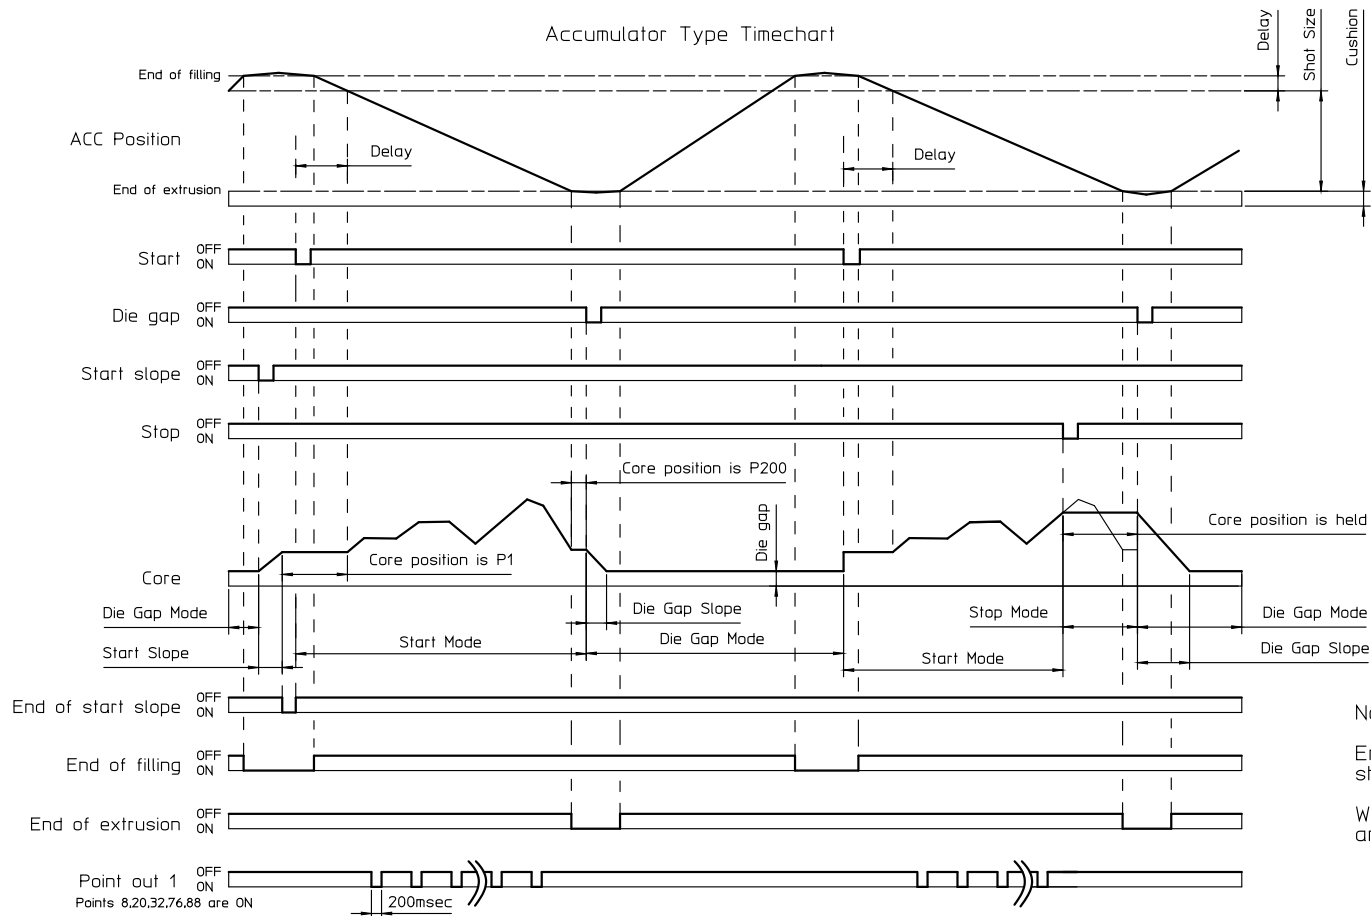 Accumulator Type Timechart
Delay
Shot Size
Cushion
End of filling
ACC Position
Delay
Delay
End of extrusion
Start OFF
ON
Die gap OFF
ON
Start slope OFF
ON
Stop OFF
ON
Core position is P200
Die gap
Core position is held
Core position is P1
Core
Die Gap Mode
Die Gap Slope
Stop Mode
Die Gap Mode
Start Mode
Die Gap Mode
Start Slope
Start Mode
Die Gap Slope
End of start slope OFF
ON
End of filling OFF
ON
End of extrusion OFF
ON
Point out 1 OFF
ON
Points 8,20,32,76,88 are ON
200msec